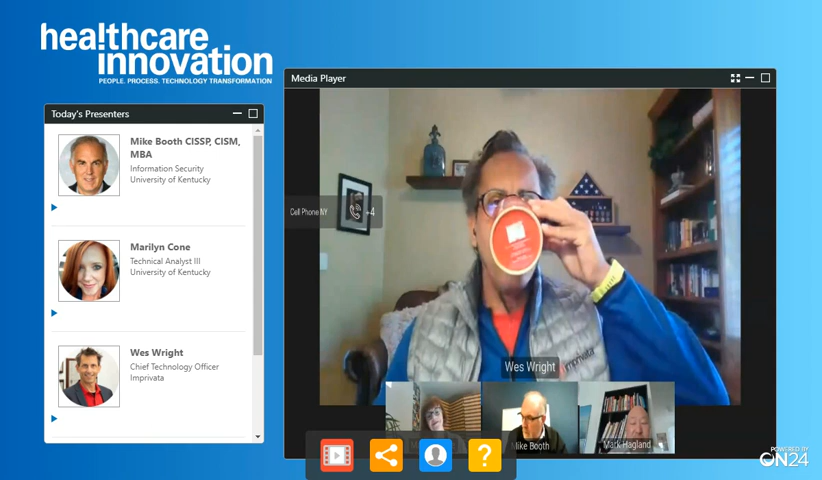 healthcare
innovation
PEOPLE. PROCESS. TECHNOLOGY TRANSFORMATION
Today's Presenters
Mike Booth CISSP, CISM,
MBA
Information Security
University of Kentucky
Marilyn Cone
Technical Analyst III
University of Kentucky
Wes Wright
Chief Technology Officer
Imprivata
Media Player
Cell Phone NY
+4
Wes Wright
imprivata
Mike Booth
Mark Hagland
?
POWERED BY
ON24